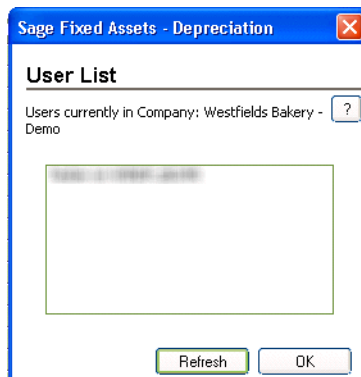 Sage Fixed Assets - Depreciation
User List
Users currently in Company: Westfields Bakery - ?
Demo
Refresh OK